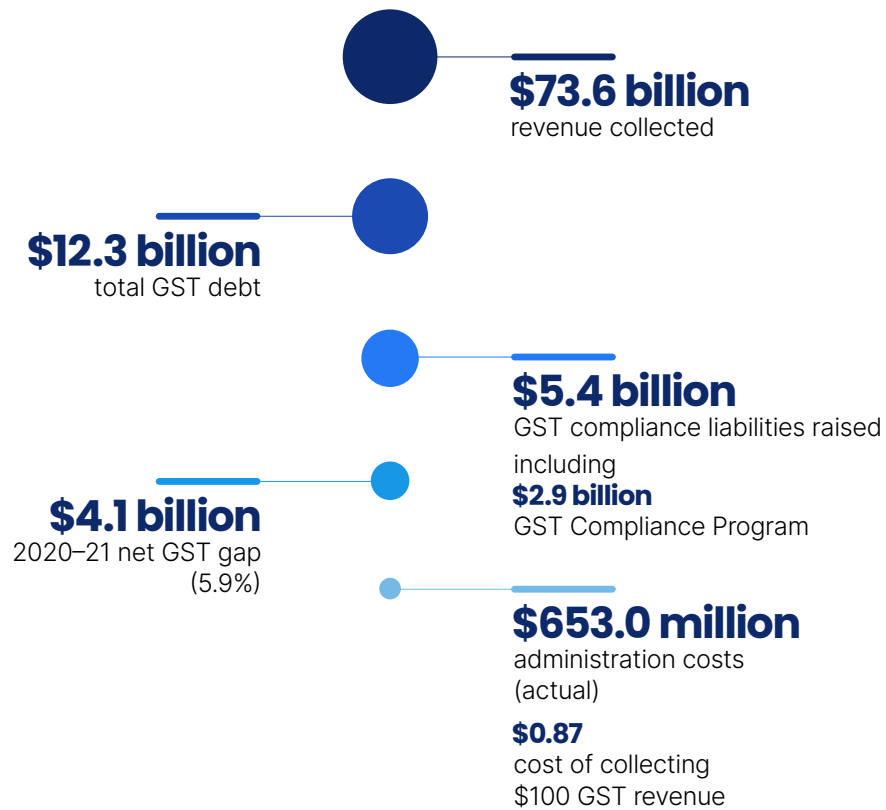 $73.6 billion
revenue collected
$12.3 billion
total GST debt
$5.4 billion
GST compliance liabilities raised
including
$2.9 billion
GST Compliance Program
$4.1 billion
2020–21 net GST gap
(5.9%)
$653.0 million
administration costs
(actual)
$0.87
cost of collecting
$100 GST revenue